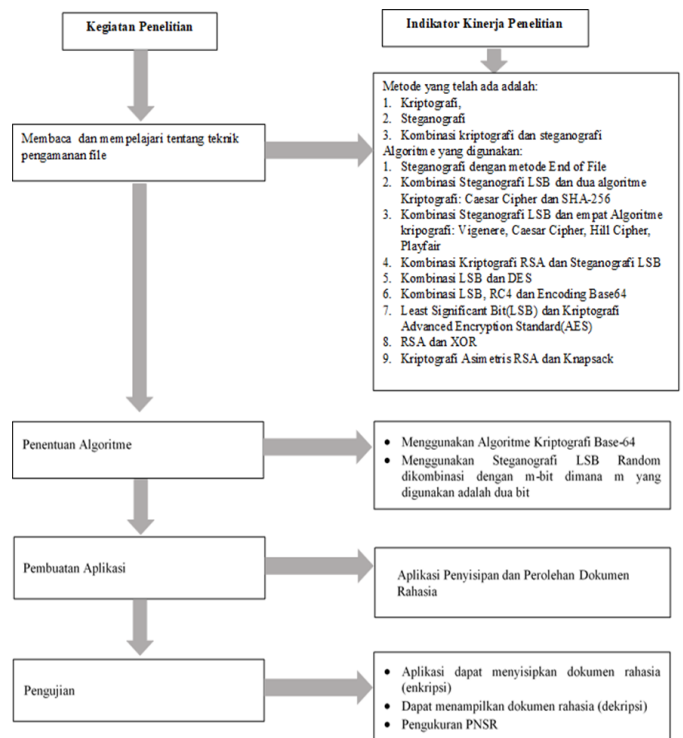 Kegiatan Penelitian
Indikator Kinerja Penelitian
Membaca dan mempelajari tentang teknik
pengamanan file
Metode yang telah ada adalah:
1. Kriptografi,
2. Steganografi
3. Kombinasi kriptografi dan steganografi
Algoritme yang digunakan:
1. Steganografi dengan metode End of File
2. Kombinasi Steganografi LSB dan dua algoritme
Kriptografi: Caesar Cipher dan SHA-256
3. Kombinasi Steganografi LSB dan empat Algoritme
kripografi: Vigenere, Caesar Cipher, Hill Cipher,
Playfair
4. Kombinasi Kriptografi RSA dan Steganografi LSB
5. Kombinasi LSB dan DES
6. Kombinasi LSB, RC4 dan Encoding Base64
7. Least Significant Bit(LSB) dan Kriptografi
Advanced Encryption Standard(AES)
8. RSA dan XOR
9. Kriptografi Asimetris RSA dan Knapsack
Penentuan Algoritme
• Menggunakan Algoritme Kriptografi Base-64
• Menggunakan Steganografi LSB Random
dikombinasi dengan m-bit dimana m yang
digunakan adalah dua bit
Pembuatan Aplikasi
Aplikasi Penyisipan dan Perolehan Dokumen
Rahasia
Pengujian
• Aplikasi dapat menyisipkan dokumen rahasia
(enkripsi)
• Dapat menampilkan dokumen rahasia (dekripsi)
• Pengukuran PNSR